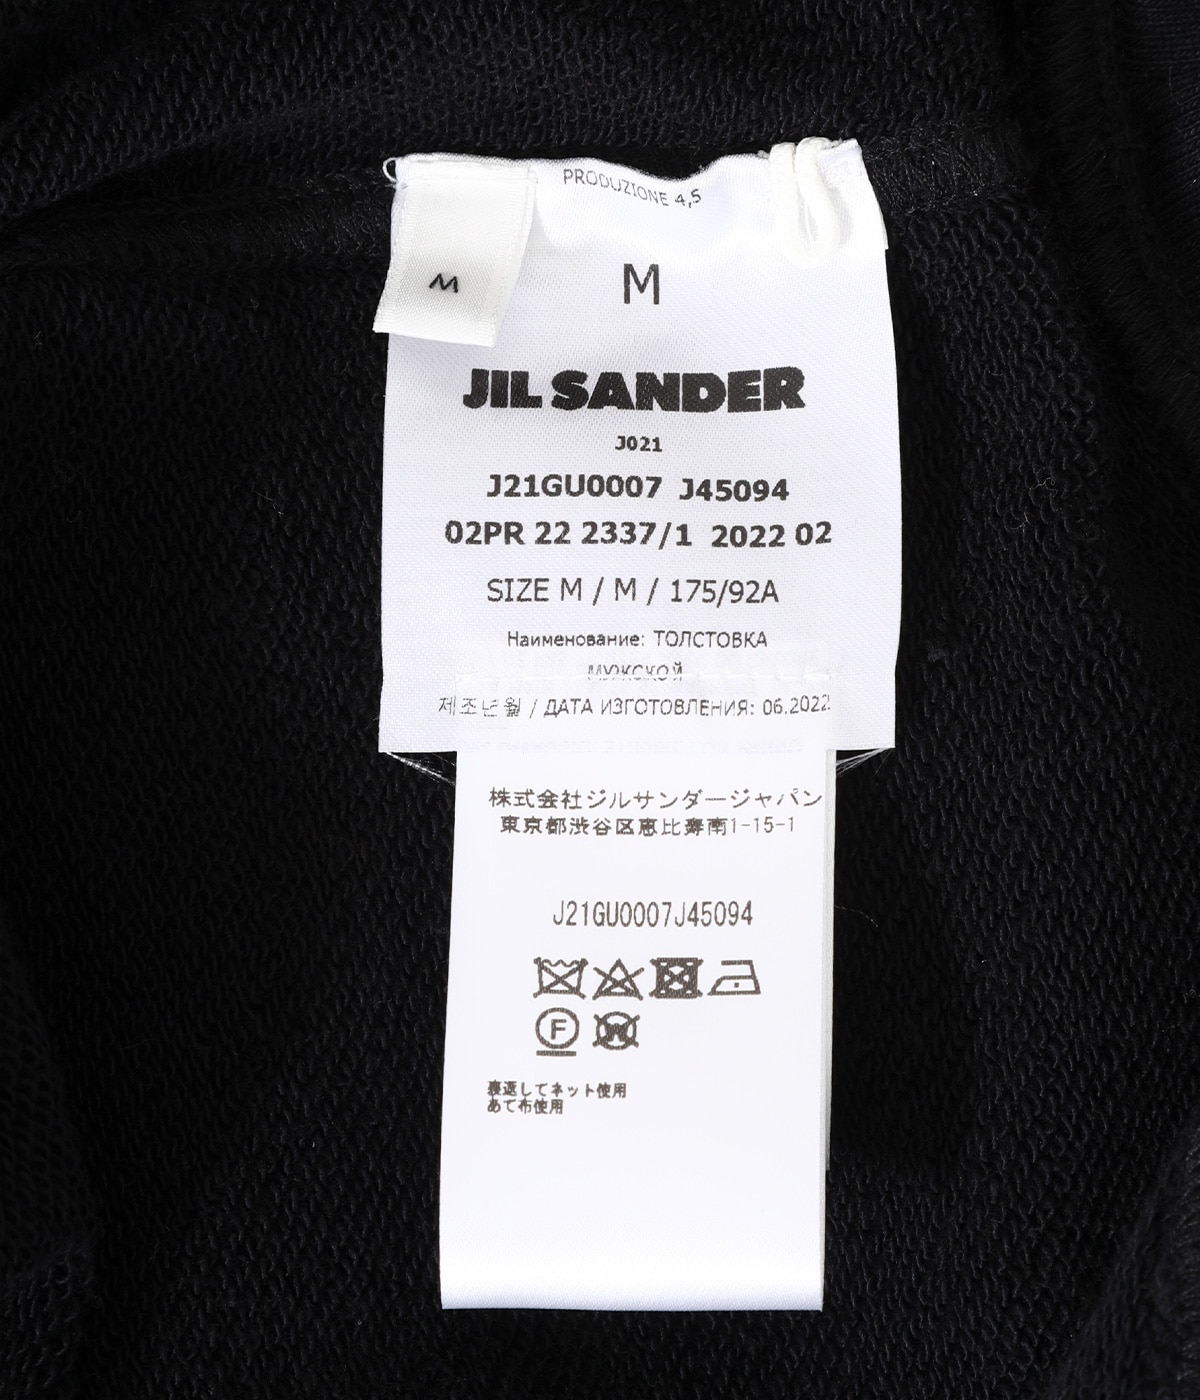 PRODUZIONE 4,5
M
M
JIL SANDER
J021
J21GU0007 J45094
02PR 22 2337/1 2022 02
SIZE M / M / 175/92A
Наименование: ТОЛСТОВКА
МУЖСКОЙ
제조년월 / ДАТА ИЗГОТОВЛЕНИЯ: 06.2022
株式会社ジルサンダージャパン
東京都渋谷区恵比寿南1-15-1
J21GU0007J45094
F
W
裏返してネット使用
あて布使用